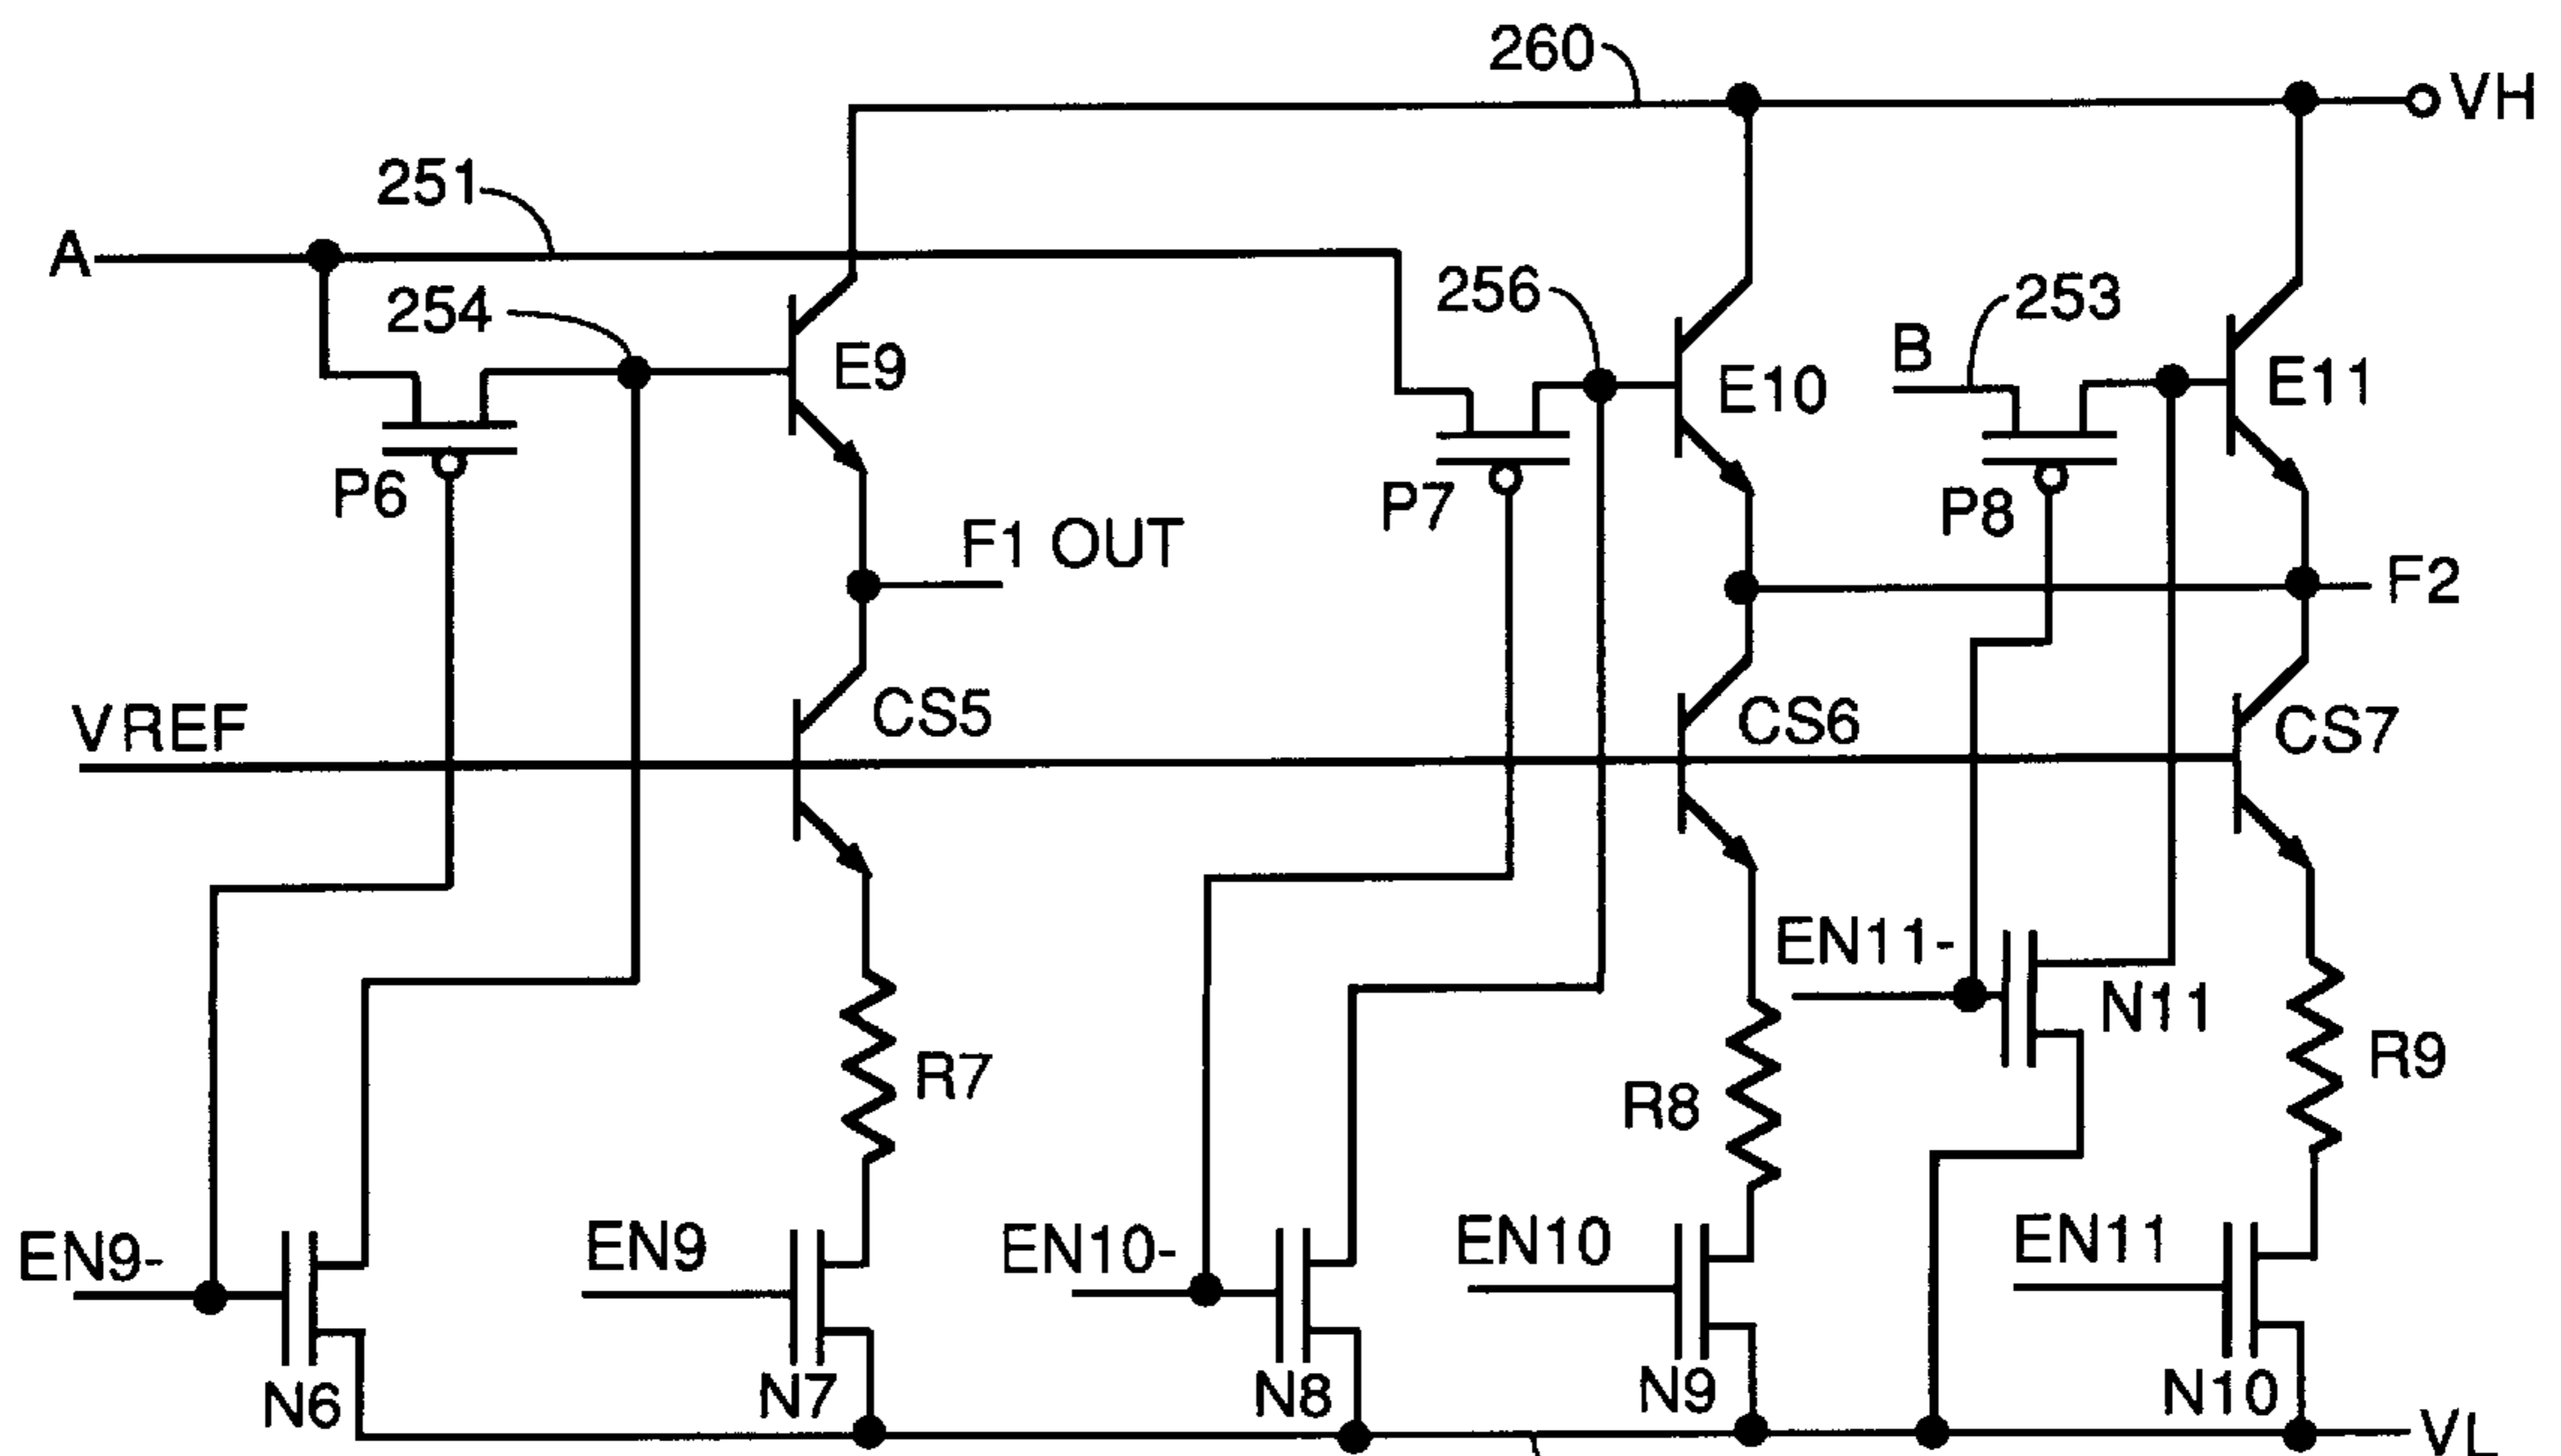 260
VH
251
A
254
256
253
B
E9
E10
E11
P6
P7
P8
F1 OUT
F2
VREF
CS5
CS6
CS7
EN11-
N11
R7
R8
R9
EN9-
EN9
EN10-
EN10
EN11
N6
N7
N8
N9
N10
VL